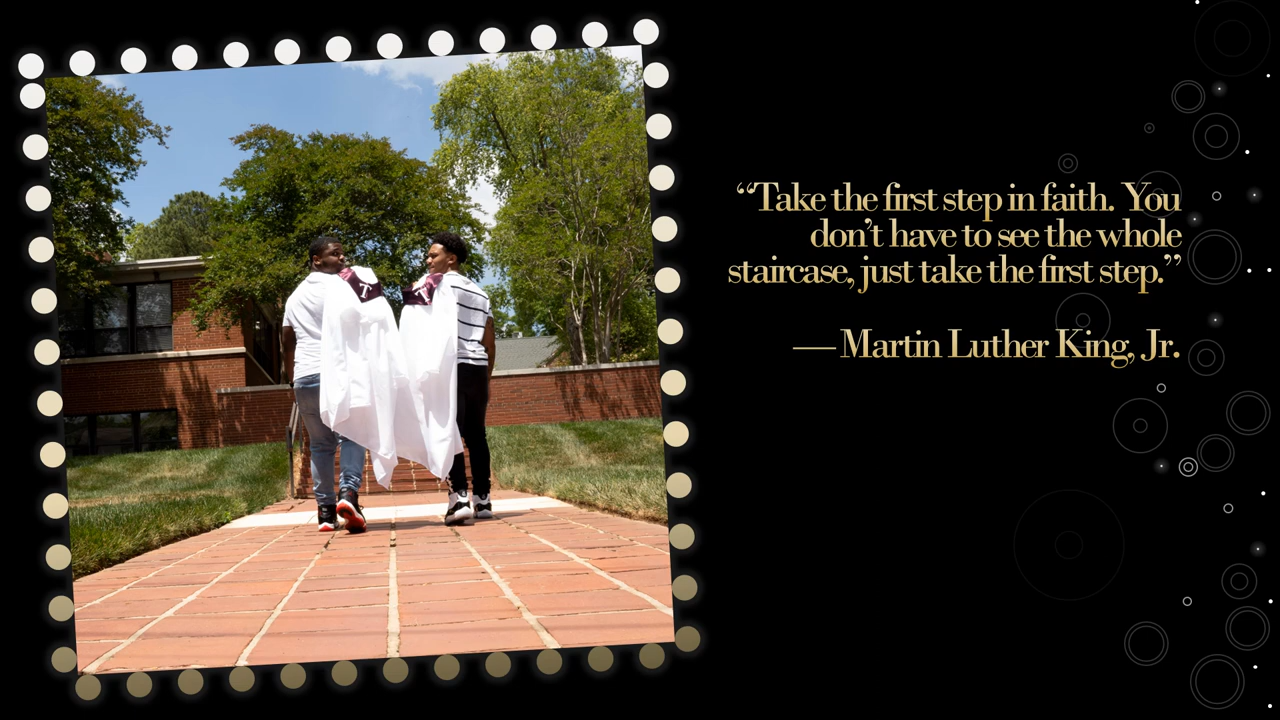 “Take the first step in faith. You
don’t have to see the whole
staircase, just take the first step.”
— Martin Luther King, Jr.
T